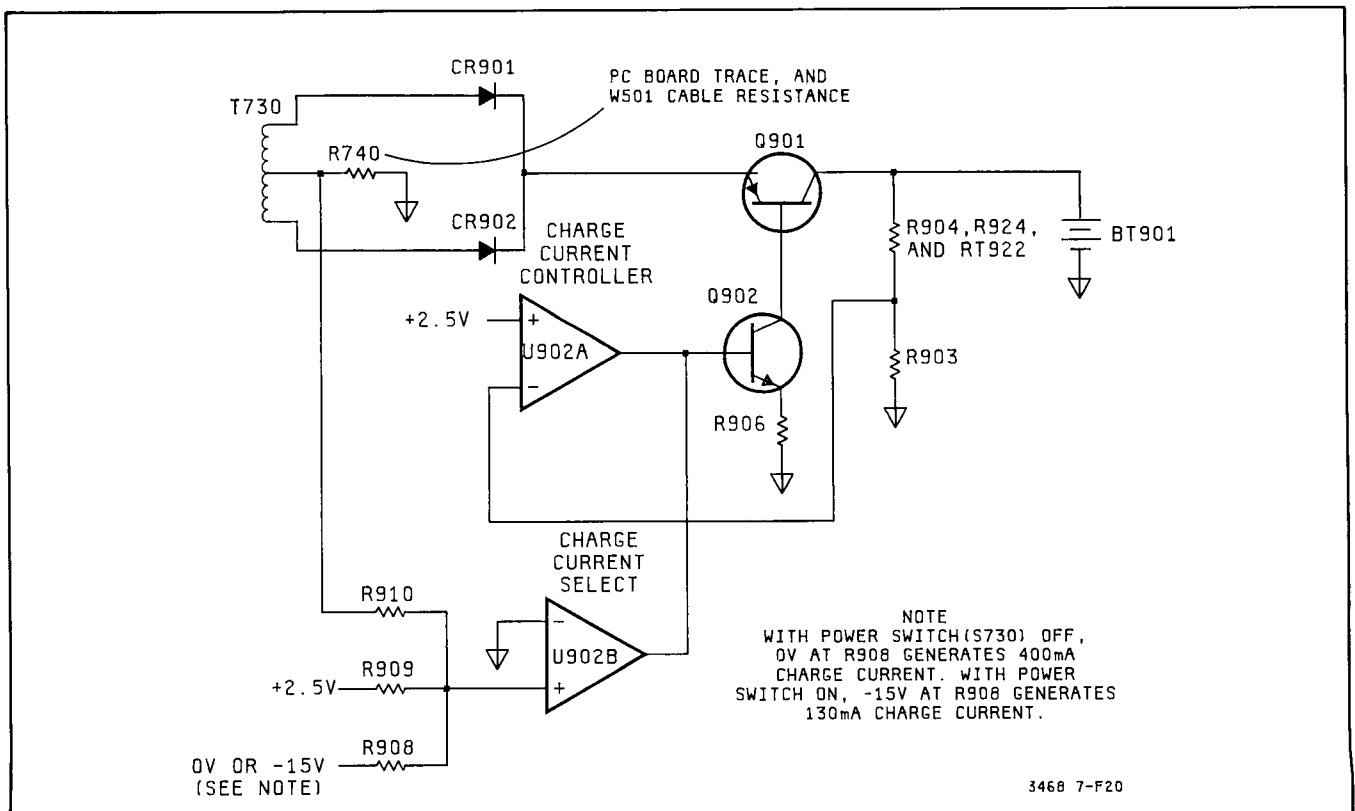 CR901
PC BOARD TRACE, AND
W501 CABLE RESISTANCE
T730
R740
Q901
CR902
CHARGE
CURRENT
CONTROLLER
R904,R924,
AND RT922
BT901
Q902
+2.5V
+
U902A
-
R903
R906
CHARGE
CURRENT
SELECT
R910
-
U902B
+
R909
+2.5V
R908
0V OR -15V
(SEE NOTE)
NOTE
WITH POWER SWITCH(S730) OFF,
0V AT R908 GENERATES 400mA
CHARGE CURRENT. WITH POWER
SWITCH ON, -15V AT R908 GENERATES
130mA CHARGE CURRENT.
3468 7-F20